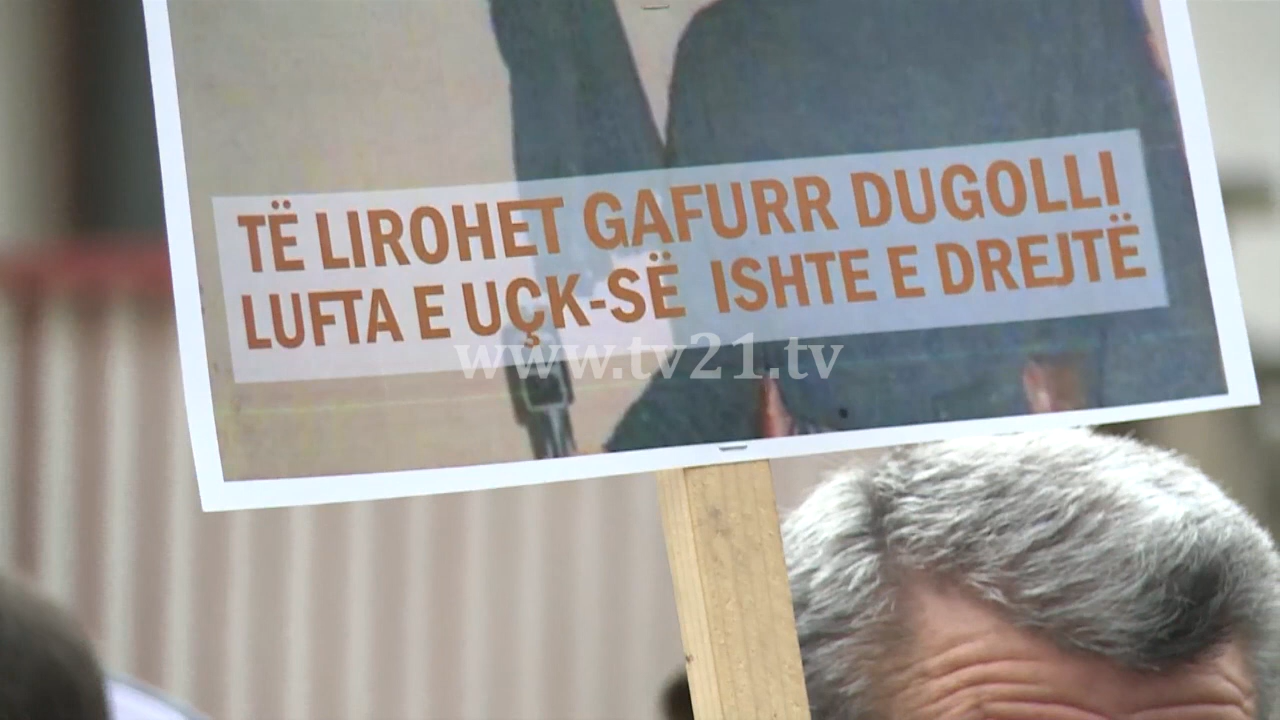 TË LIROHET GAFURR DUGOLLI
LUFTA E UÇK-SË ISHTE E DREJTË
www.tv21.tv